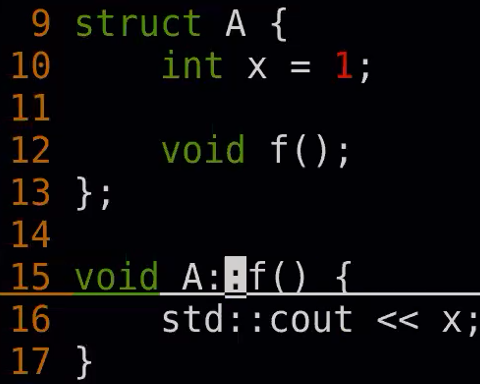 9 struct A {
10     int x = 1;
11
12     void f();
13 };
14
15 void A::f() {
16     std::cout << x;
17 }